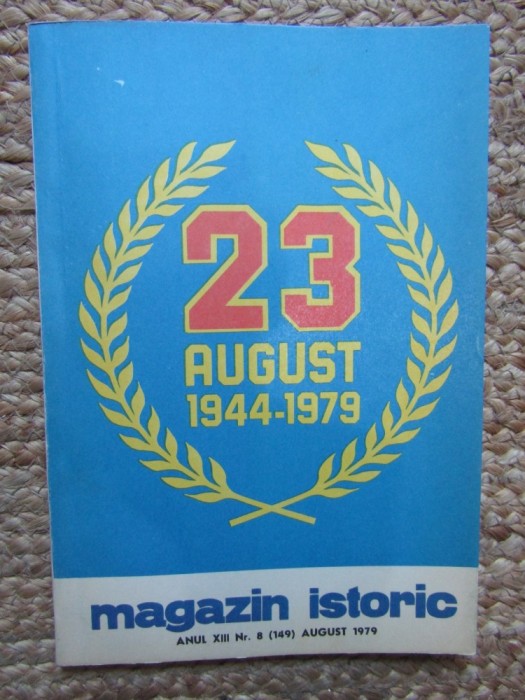 23
AUGUST
1944-1979
magazin istoric
ANUL XIII Nr. 8 (149) AUGUST 1979